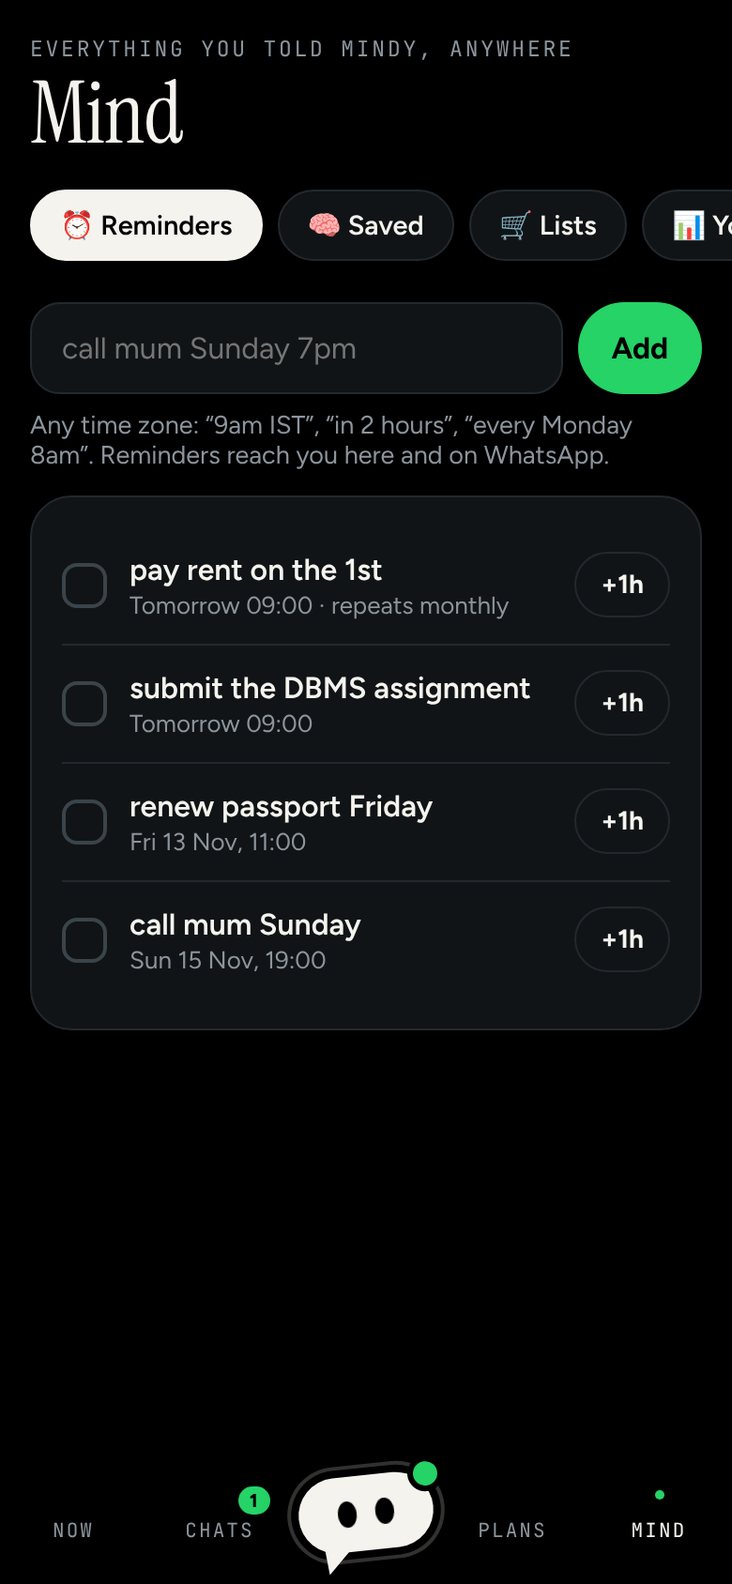 EVERYTHING YOU TOLD MINDY, ANYWHERE
Mind
⏰ Reminders
🧠 Saved
🛒 Lists
📊
call mum Sunday 7pm
Add
Any time zone: “9am IST”, “in 2 hours”, “every Monday
8am”. Reminders reach you here and on WhatsApp.
pay rent on the 1st
Tomorrow 09:00 · repeats monthly
+1h
submit the DBMS assignment
Tomorrow 09:00
+1h
renew passport Friday
Fri 13 Nov, 11:00
+1h
call mum Sunday
Sun 15 Nov, 19:00
+1h
NOW
CHATS
1
PLANS
MIND